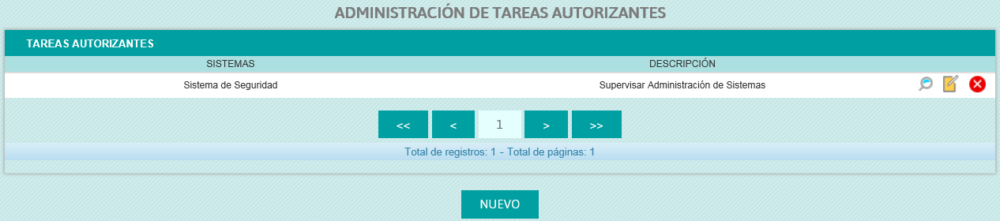 ADMINISTRACIÓN DE TAREAS AUTORIZANTES
TAREAS AUTORIZANTES
SISTEMAS DESCRIPCIÓN
Sistema de Seguridad Supervisar Administración de Sistemas
<< < 1 > >>
Total de registros: 1 - Total de páginas: 1
NUEVO